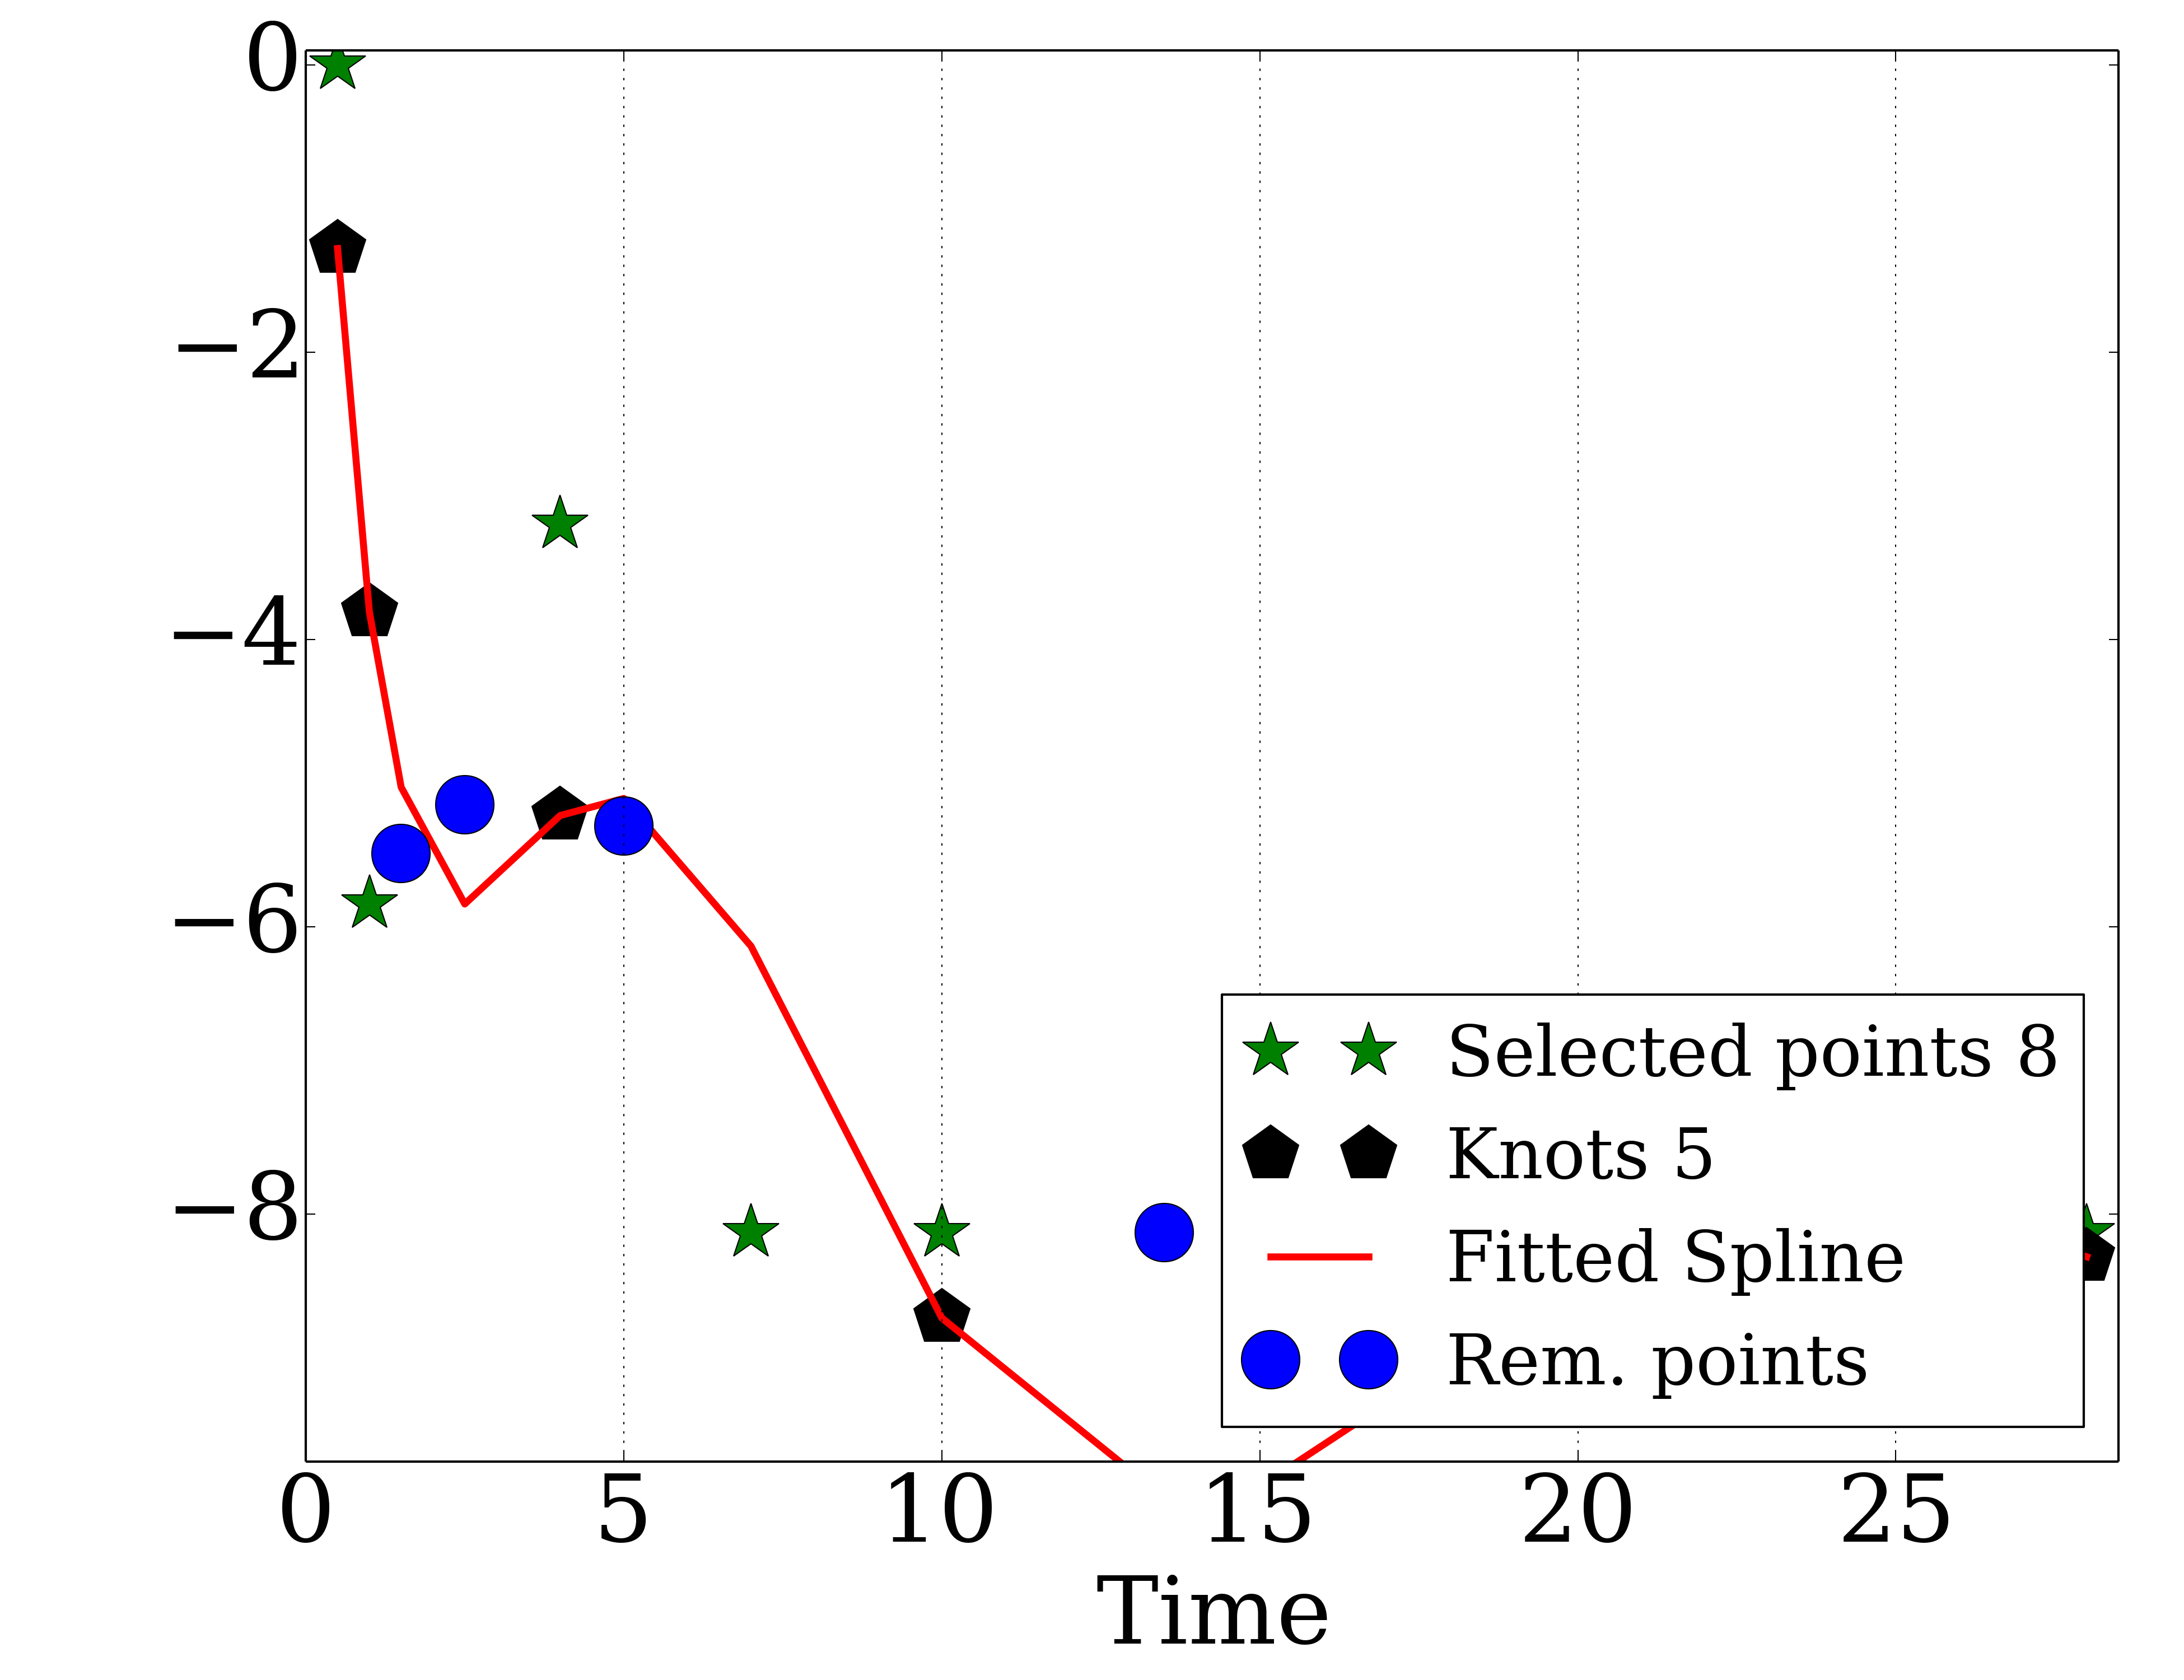 0
−2
−4
−6
−8
Selected points 8
Knots 5
Fitted Spline
Rem. points
0 5 10 15 20 25
Time